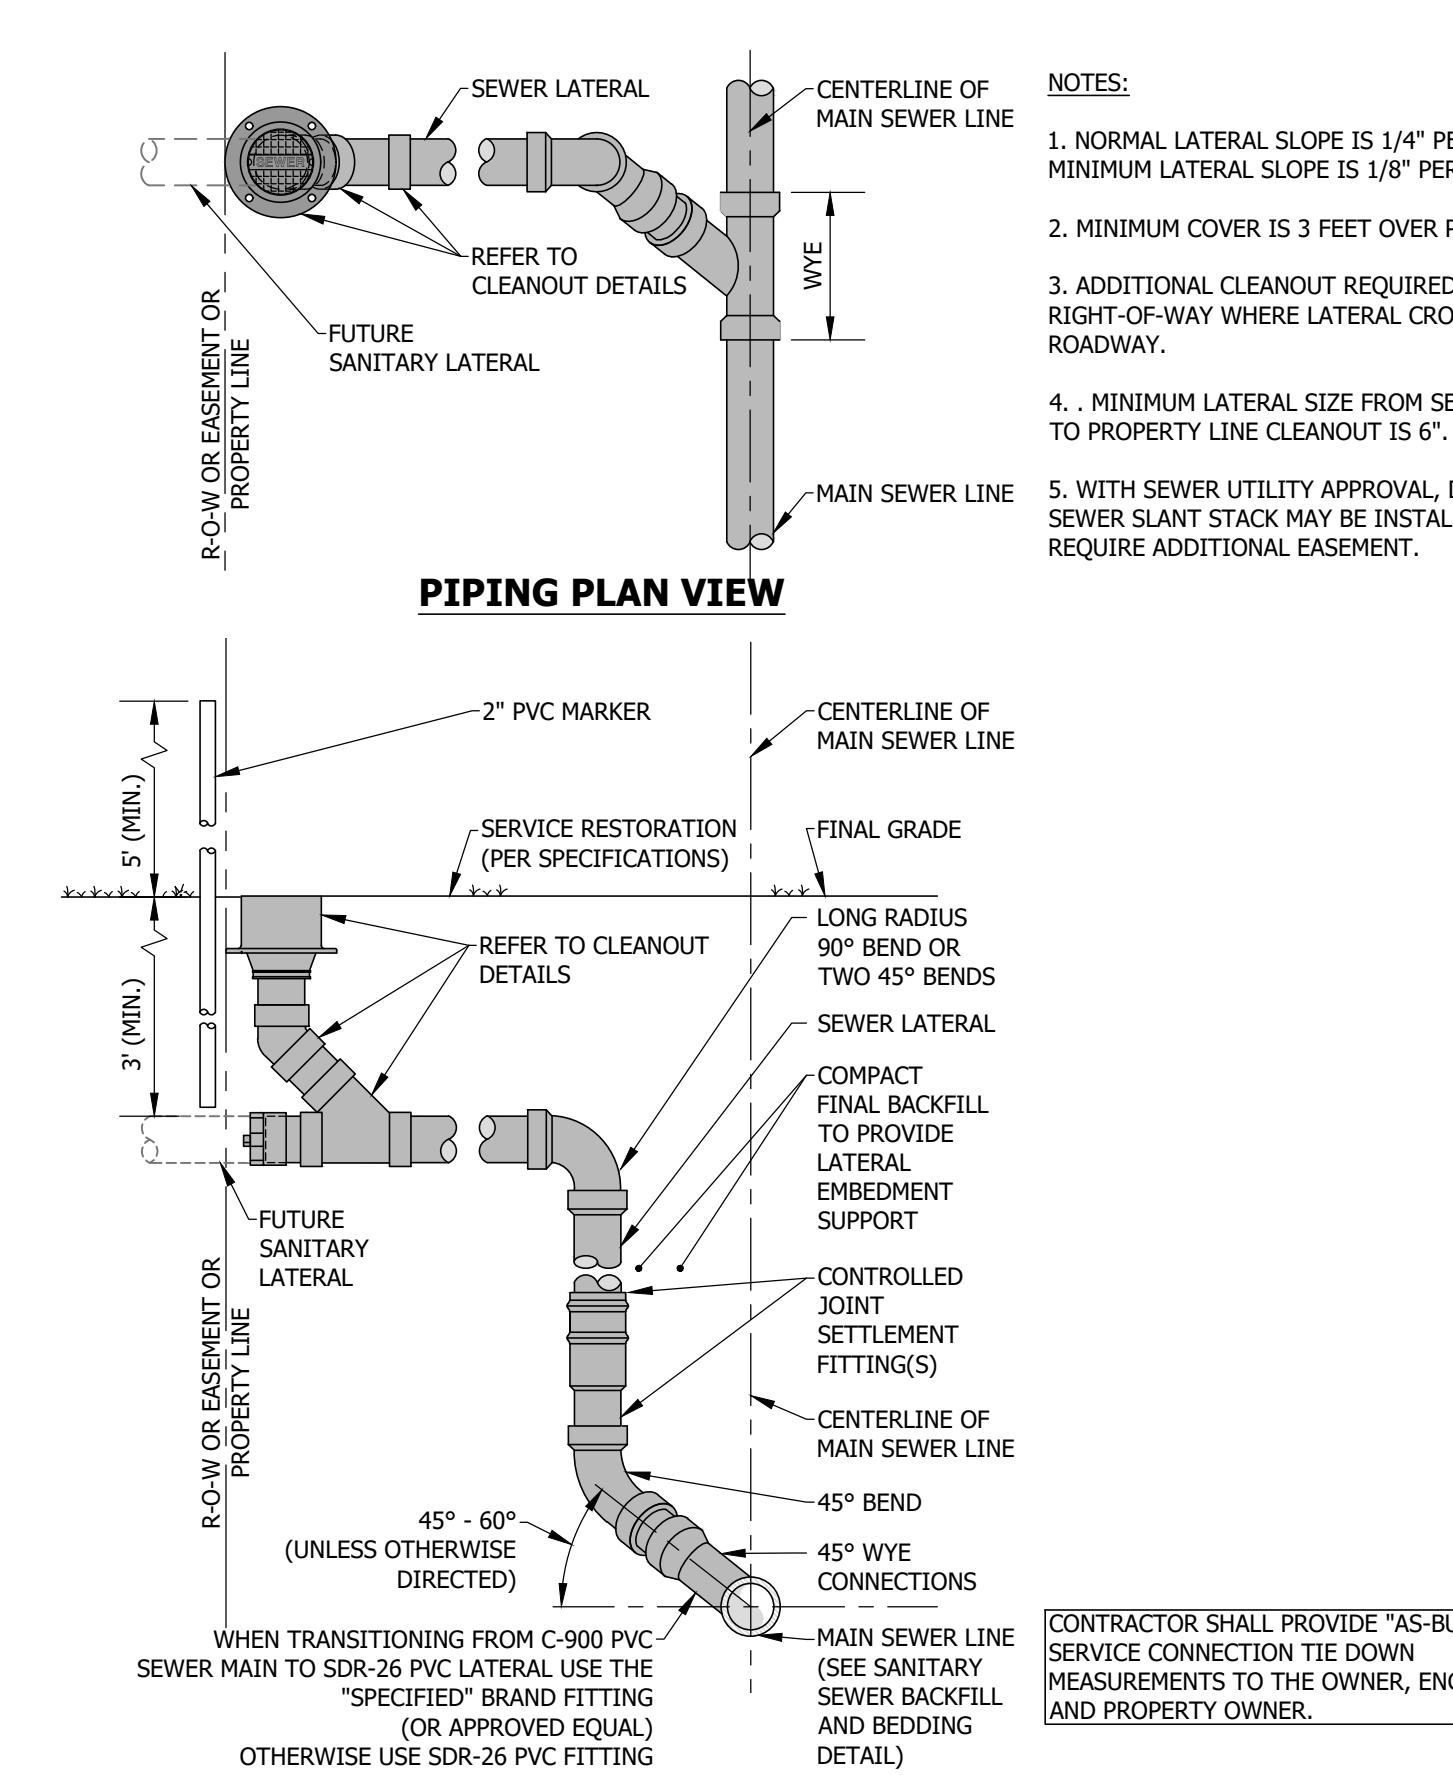 SEWER LATERAL
CENTERLINE OF
MAIN SEWER LINE
SEWER
REFER TO
CLEANOUT DETAILS
WYE
FUTURE
SANITARY LATERAL
R-O-W OR EASEMENT OR
PROPERTY LINE
MAIN SEWER LINE
PIPING PLAN VIEW
NOTES:
1. NORMAL LATERAL SLOPE IS 1/4" PE
MINIMUM LATERAL SLOPE IS 1/8" PER
2. MINIMUM COVER IS 3 FEET OVER
3. ADDITIONAL CLEANOUT REQUIRED
RIGHT-OF-WAY WHERE LATERAL CRO
ROADWAY.
4. . MINIMUM LATERAL SIZE FROM SE
TO PROPERTY LINE CLEANOUT IS 6".
5. WITH SEWER UTILITY APPROVAL,
SEWER SLANT STACK MAY BE INSTAL
REQUIRE ADDITIONAL EASEMENT.
2" PVC MARKER
CENTERLINE OF
MAIN SEWER LINE
5' (MIN.)
SERVICE RESTORATION
(PER SPECIFICATIONS)
FINAL GRADE
REFER TO CLEANOUT
DETAILS
LONG RADIUS
90° BEND OR
TWO 45° BENDS
3' (MIN.)
SEWER LATERAL
COMPACT
FINAL BACKFILL
TO PROVIDE
LATERAL
EMBEDMENT
SUPPORT
FUTURE
SANITARY
LATERAL
R-O-W OR EASEMENT OR
PROPERTY LINE
CONTROLLED
JOINT
SETTLEMENT
FITTING(S)
CENTERLINE OF
MAIN SEWER LINE
45° BEND
45° - 60°
(UNLESS OTHERWISE
DIRECTED)
45° WYE
CONNECTIONS
WHEN TRANSITIONING FROM C-900 PVC
SEWER MAIN TO SDR-26 PVC LATERAL USE THE
"SPECIFIED" BRAND FITTING
(OR APPROVED EQUAL)
OTHERWISE USE SDR-26 PVC FITTING
MAIN SEWER LINE
(SEE SANITARY
SEWER BACKFILL
AND BEDDING
DETAIL)
CONTRACTOR SHALL PROVIDE "AS-BU
SERVICE CONNECTION TIE DOWN
MEASUREMENTS TO THE OWNER, ENG
AND PROPERTY OWNER.